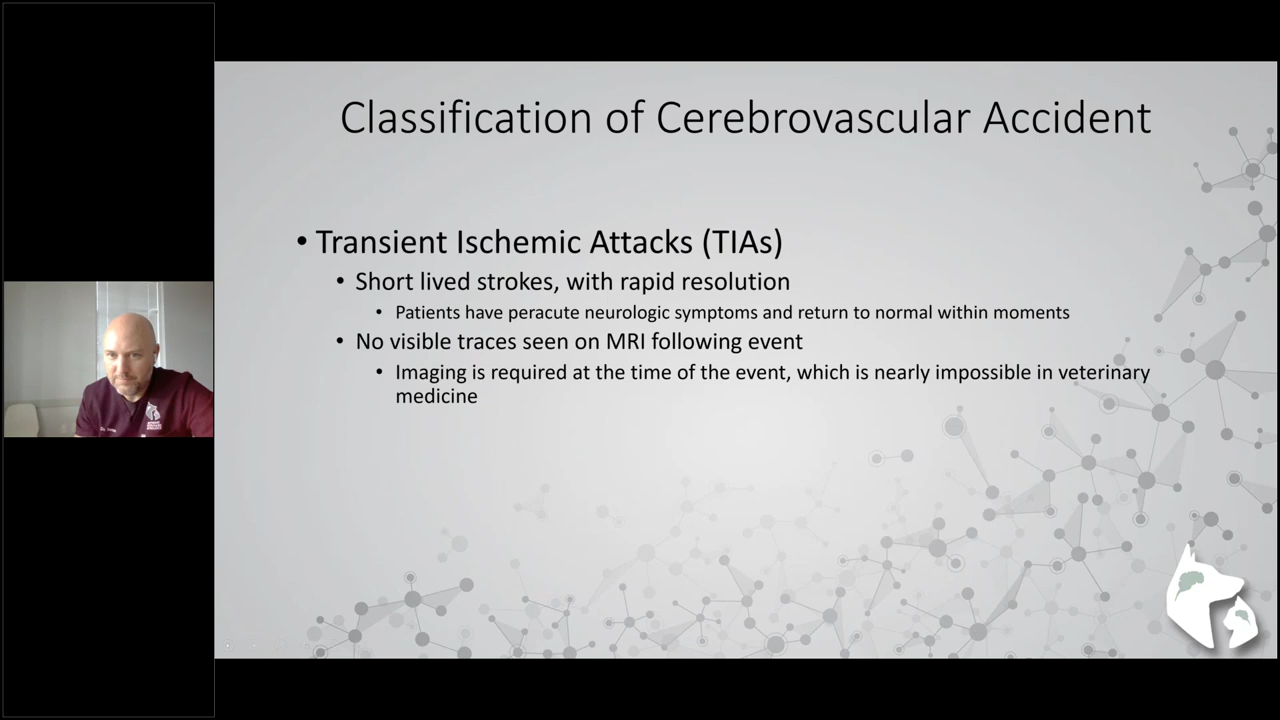 Classification of Cerebrovascular Accident
• Transient Ischemic Attacks (TIAs)
• Short lived strokes, with rapid resolution
• Patients have peracute neurologic symptoms and return to normal within moments
• No visible traces seen on MRI following event
• Imaging is required at the time of the event, which is nearly impossible in veterinary
medicine